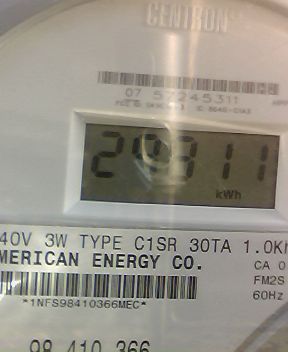 CENTRON
07 57245311
29311
kWh
40V 3W TYPE C1SR 30TA 1.0K
MERICAN ENERGY CO.
CA 0
FM2S
60Hz
*1NFS98410366MEC*
98 410 366